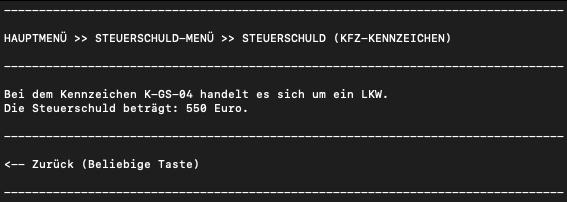 HAUPTMENÜ >> STEUERSCHULD-MENÜ >> STEUERSCHULD (KFZ-KENNZEICHEN)
Bei dem Kennzeichen K-GS-04 handelt es sich um ein LKW.
Die Steuerschuld beträgt: 550 Euro.
<-- Zurück (Beliebige Taste)